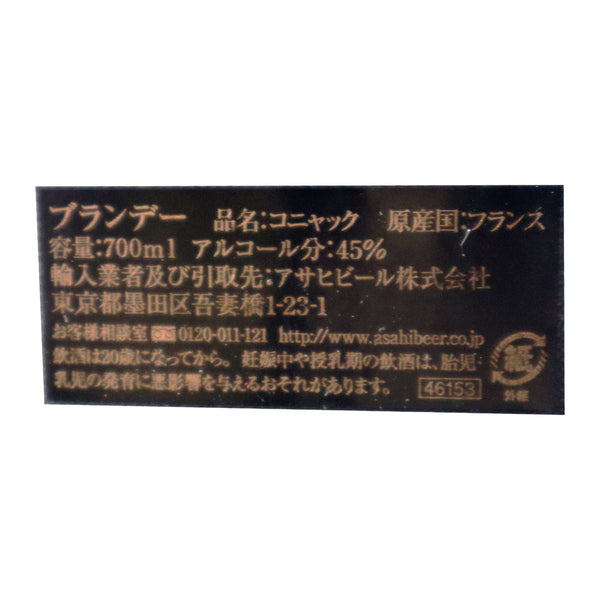 ブランデー 品名:コニャック 原産国:フランス
容量:700ml アルコール分:45%
輸入業者及び引取先:アサヒビール株式会社
東京都墨田区吾妻橋1-23-1
お客様相談室 0120-011-121 http://www.asahibeer.co.jp
飲酒は20歳になってから。 妊娠中や授乳期の飲酒は、胎児・
乳児の発育に悪影響を与えるおそれがあります。 46153
紙
外箱